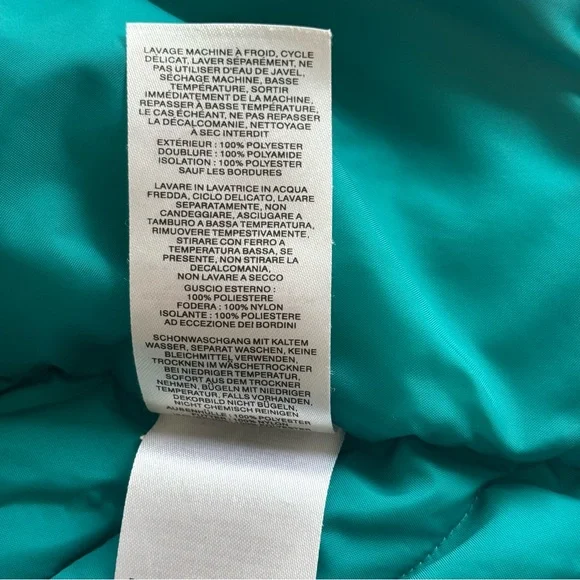 LAVAGE MACHINE À FROID, CYCLE
DÉLICAT, LAVER SÉPARÉMENT, NE
PAS UTILISER D'EAU DE JAVEL,
SÉCHAGE MACHINE, BASSE
TEMPÉRATURE, SORTIR
IMMÉDIATEMENT DE LA MACHINE,
REPASSER À BASSE TEMPÉRATURE,
LE CAS ÉCHÉANT, NE PAS REPASSER
LA DÉCALCOMANIE, NETTOYAGE
À SEC INTERDIT
EXTÉRIEUR : 100% POLYESTER
DOUBLURE : 100% POLYAMIDE
ISOLATION : 100% POLYESTER
SAUF LES BORDURES
LAVARE IN LAVATRICE IN ACQUA
FREDDA, CICLO DELICATO, LAVARE
SEPARATAMENTE, NON
CANDEGGIARE, ASCIUGARE A
TAMBURO A BASSA TEMPERATURA,
RIMUOVERE TEMPESTIVAMENTE,
STIRARE CON FERRO A
TEMPERATURA BASSA, SE
PRESENTE, NON STIRARE LA
DECALCOMANIA,
NON LAVARE A SECCO
GUSCIO ESTERNO :
100% POLIESTERE
FODERA : 100% NYLON
ISOLANTE : 100% POLIESTERE
AD ECCEZIONE DEI BORDINI
SCHONWASCHGANG MIT KALTEM
WASSER, SEPARAT WASCHEN, KEINE
BLEICHMITTEL VERWENDEN,
TROCKNEN IM WÄSCHETROCKNER
BEI NIEDRIGER TEMPERATUR,
SOFORT AUS DEM TROCKNER
NEHMEN, BÜGELN MIT NIEDRIGER
TEMPERATUR, FALLS VORHANDEN,
DEKORBILD NICHT BÜGELN,
NICHT CHEMISCH REINIGEN
AUSSENHÜLLE : 100% POLYESTER
100% NYLON